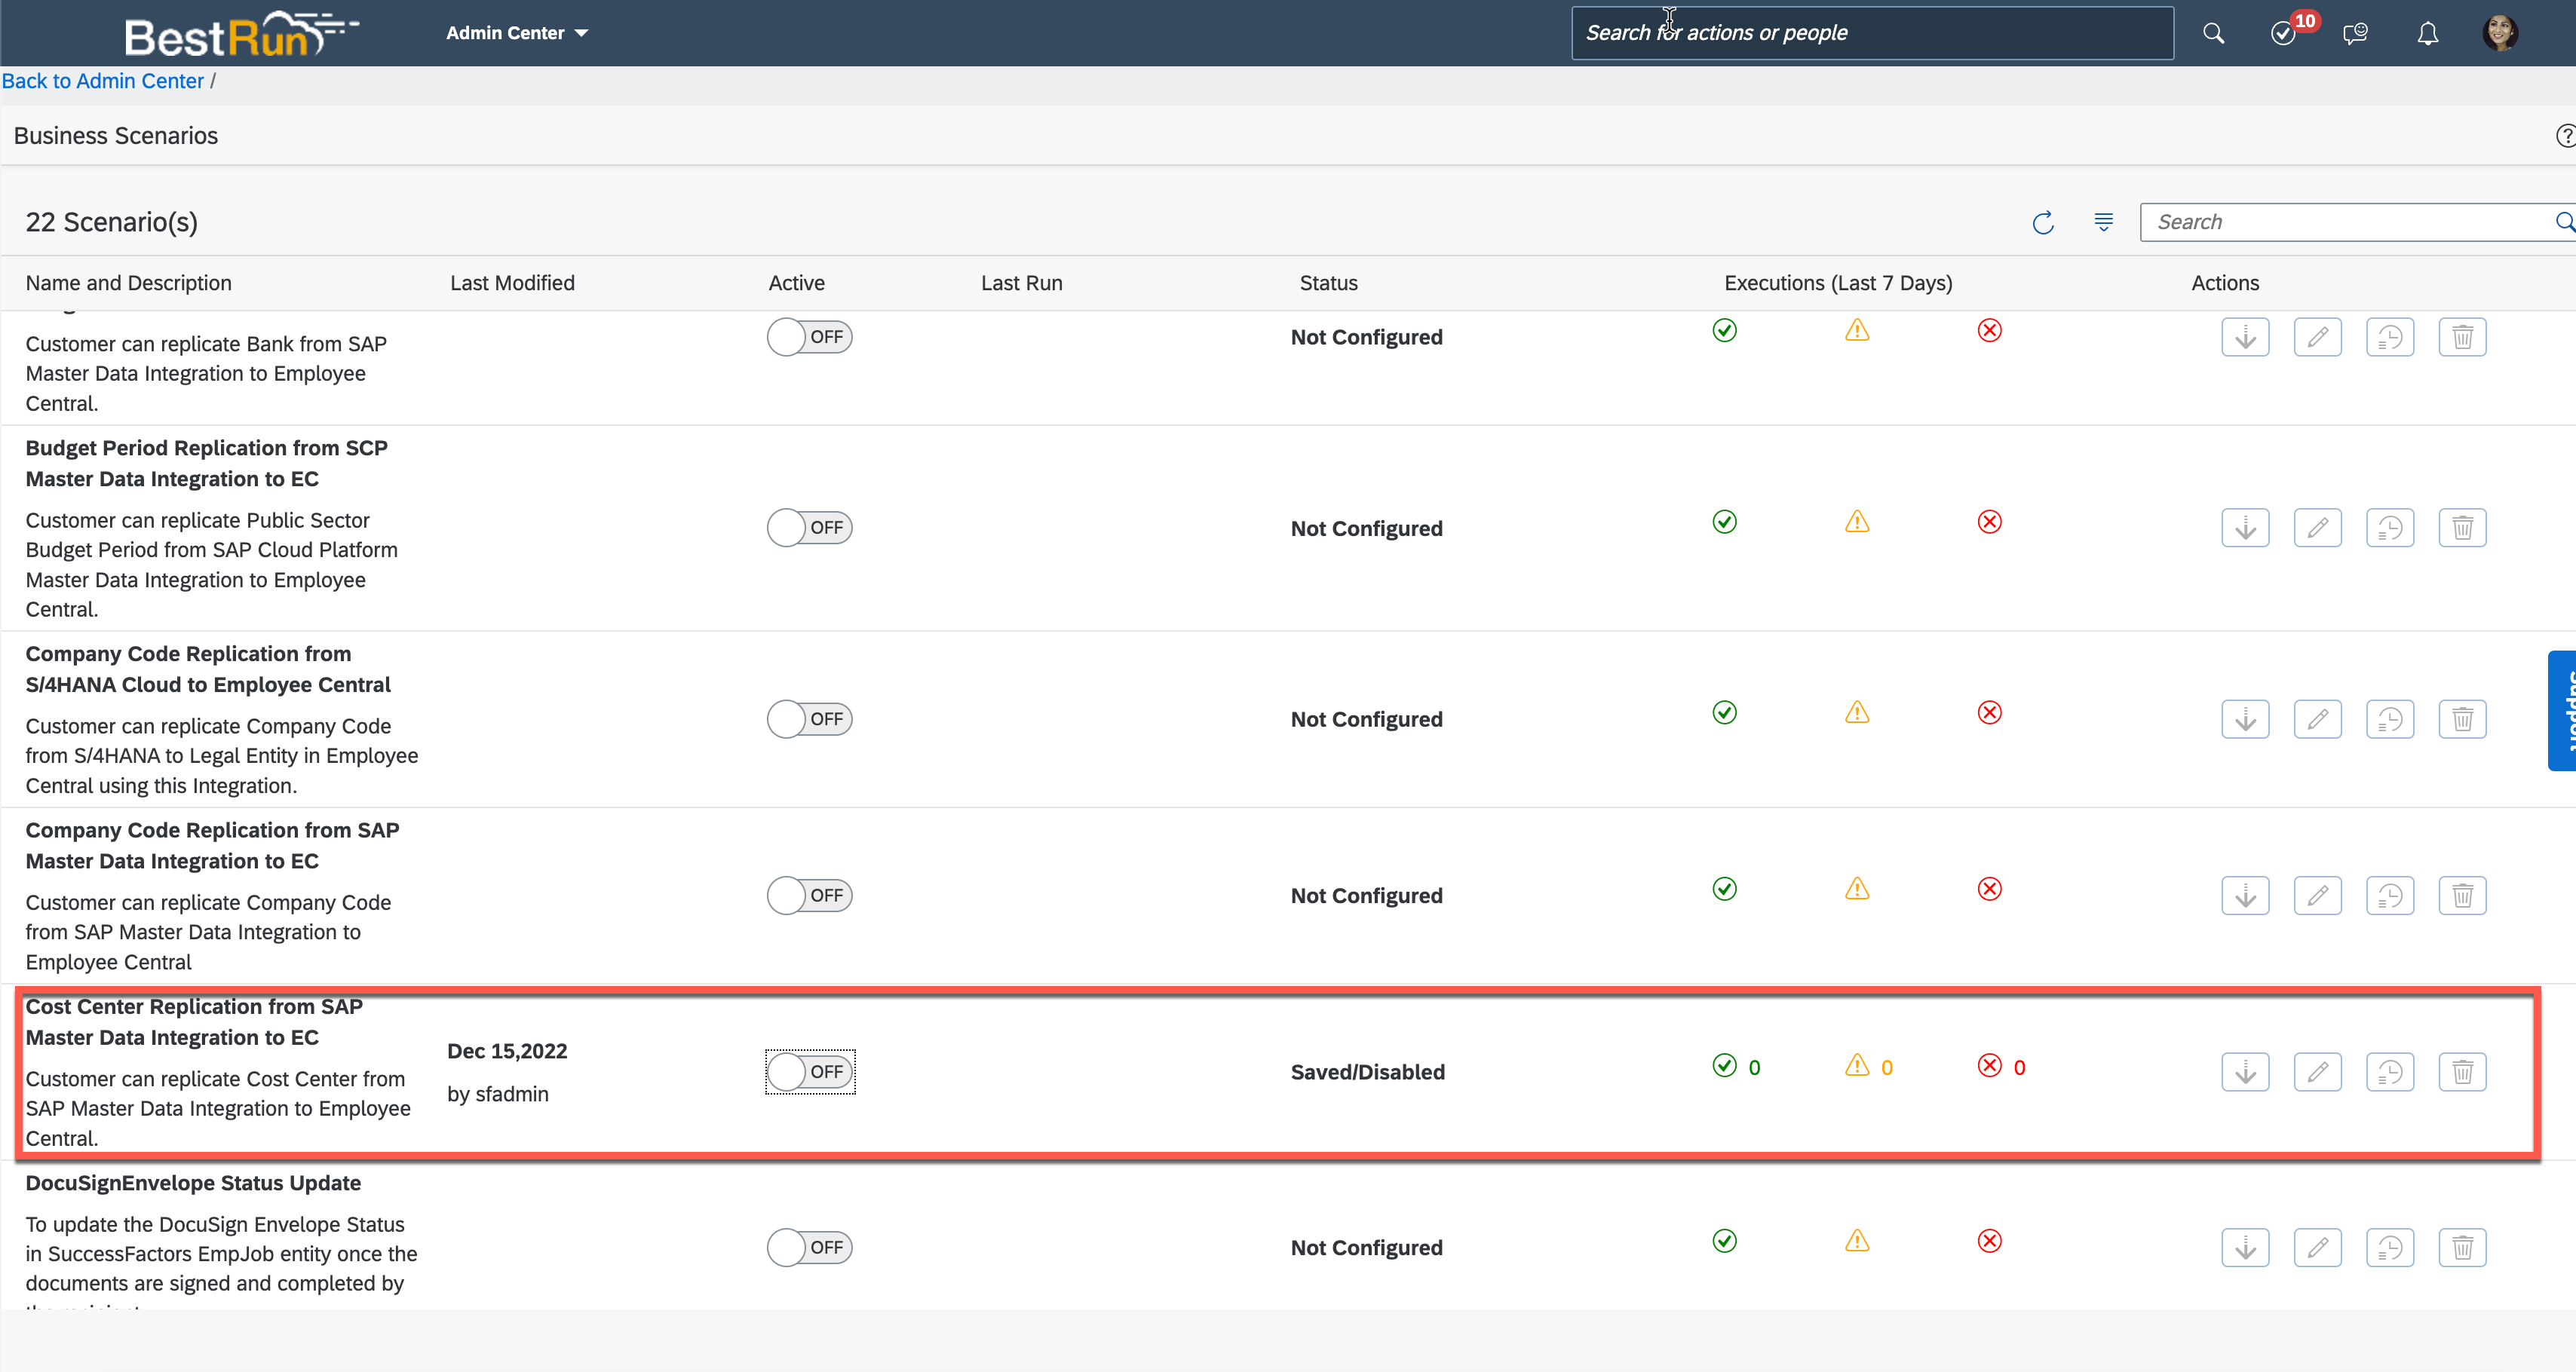 BestRun
Admin Center
Search for actions or people
10
Back to Admin Center /
Business Scenarios
22 Scenario(s)
Search
Name and Description
Last Modified
Active
Last Run
Status
Executions (Last 7 Days)
Actions
Customer can replicate Bank from SAP
Master Data Integration to Employee
Central.
OFF
Not Configured
Budget Period Replication from SCP
Master Data Integration to EC
Customer can replicate Public Sector
Budget Period from SAP Cloud Platform
Master Data Integration to Employee
Central.
OFF
Not Configured
Company Code Replication from
S/4HANA Cloud to Employee Central
Customer can replicate Company Code
from S/4HANA to Legal Entity in Employee
Central using this Integration.
OFF
Not Configured
Support
Company Code Replication from SAP
Master Data Integration to EC
Customer can replicate Company Code
from SAP Master Data Integration to
Employee Central
OFF
Not Configured
Cost Center Replication from SAP
Master Data Integration to EC
Customer can replicate Cost Center from
SAP Master Data Integration to Employee
Central.
Dec 15,2022
by sfadmin
OFF
Saved/Disabled
0
0
0
DocuSignEnvelope Status Update
To update the DocuSign Envelope Status
in SuccessFactors EmpJob entity once the
documents are signed and completed by
OFF
Not Configured